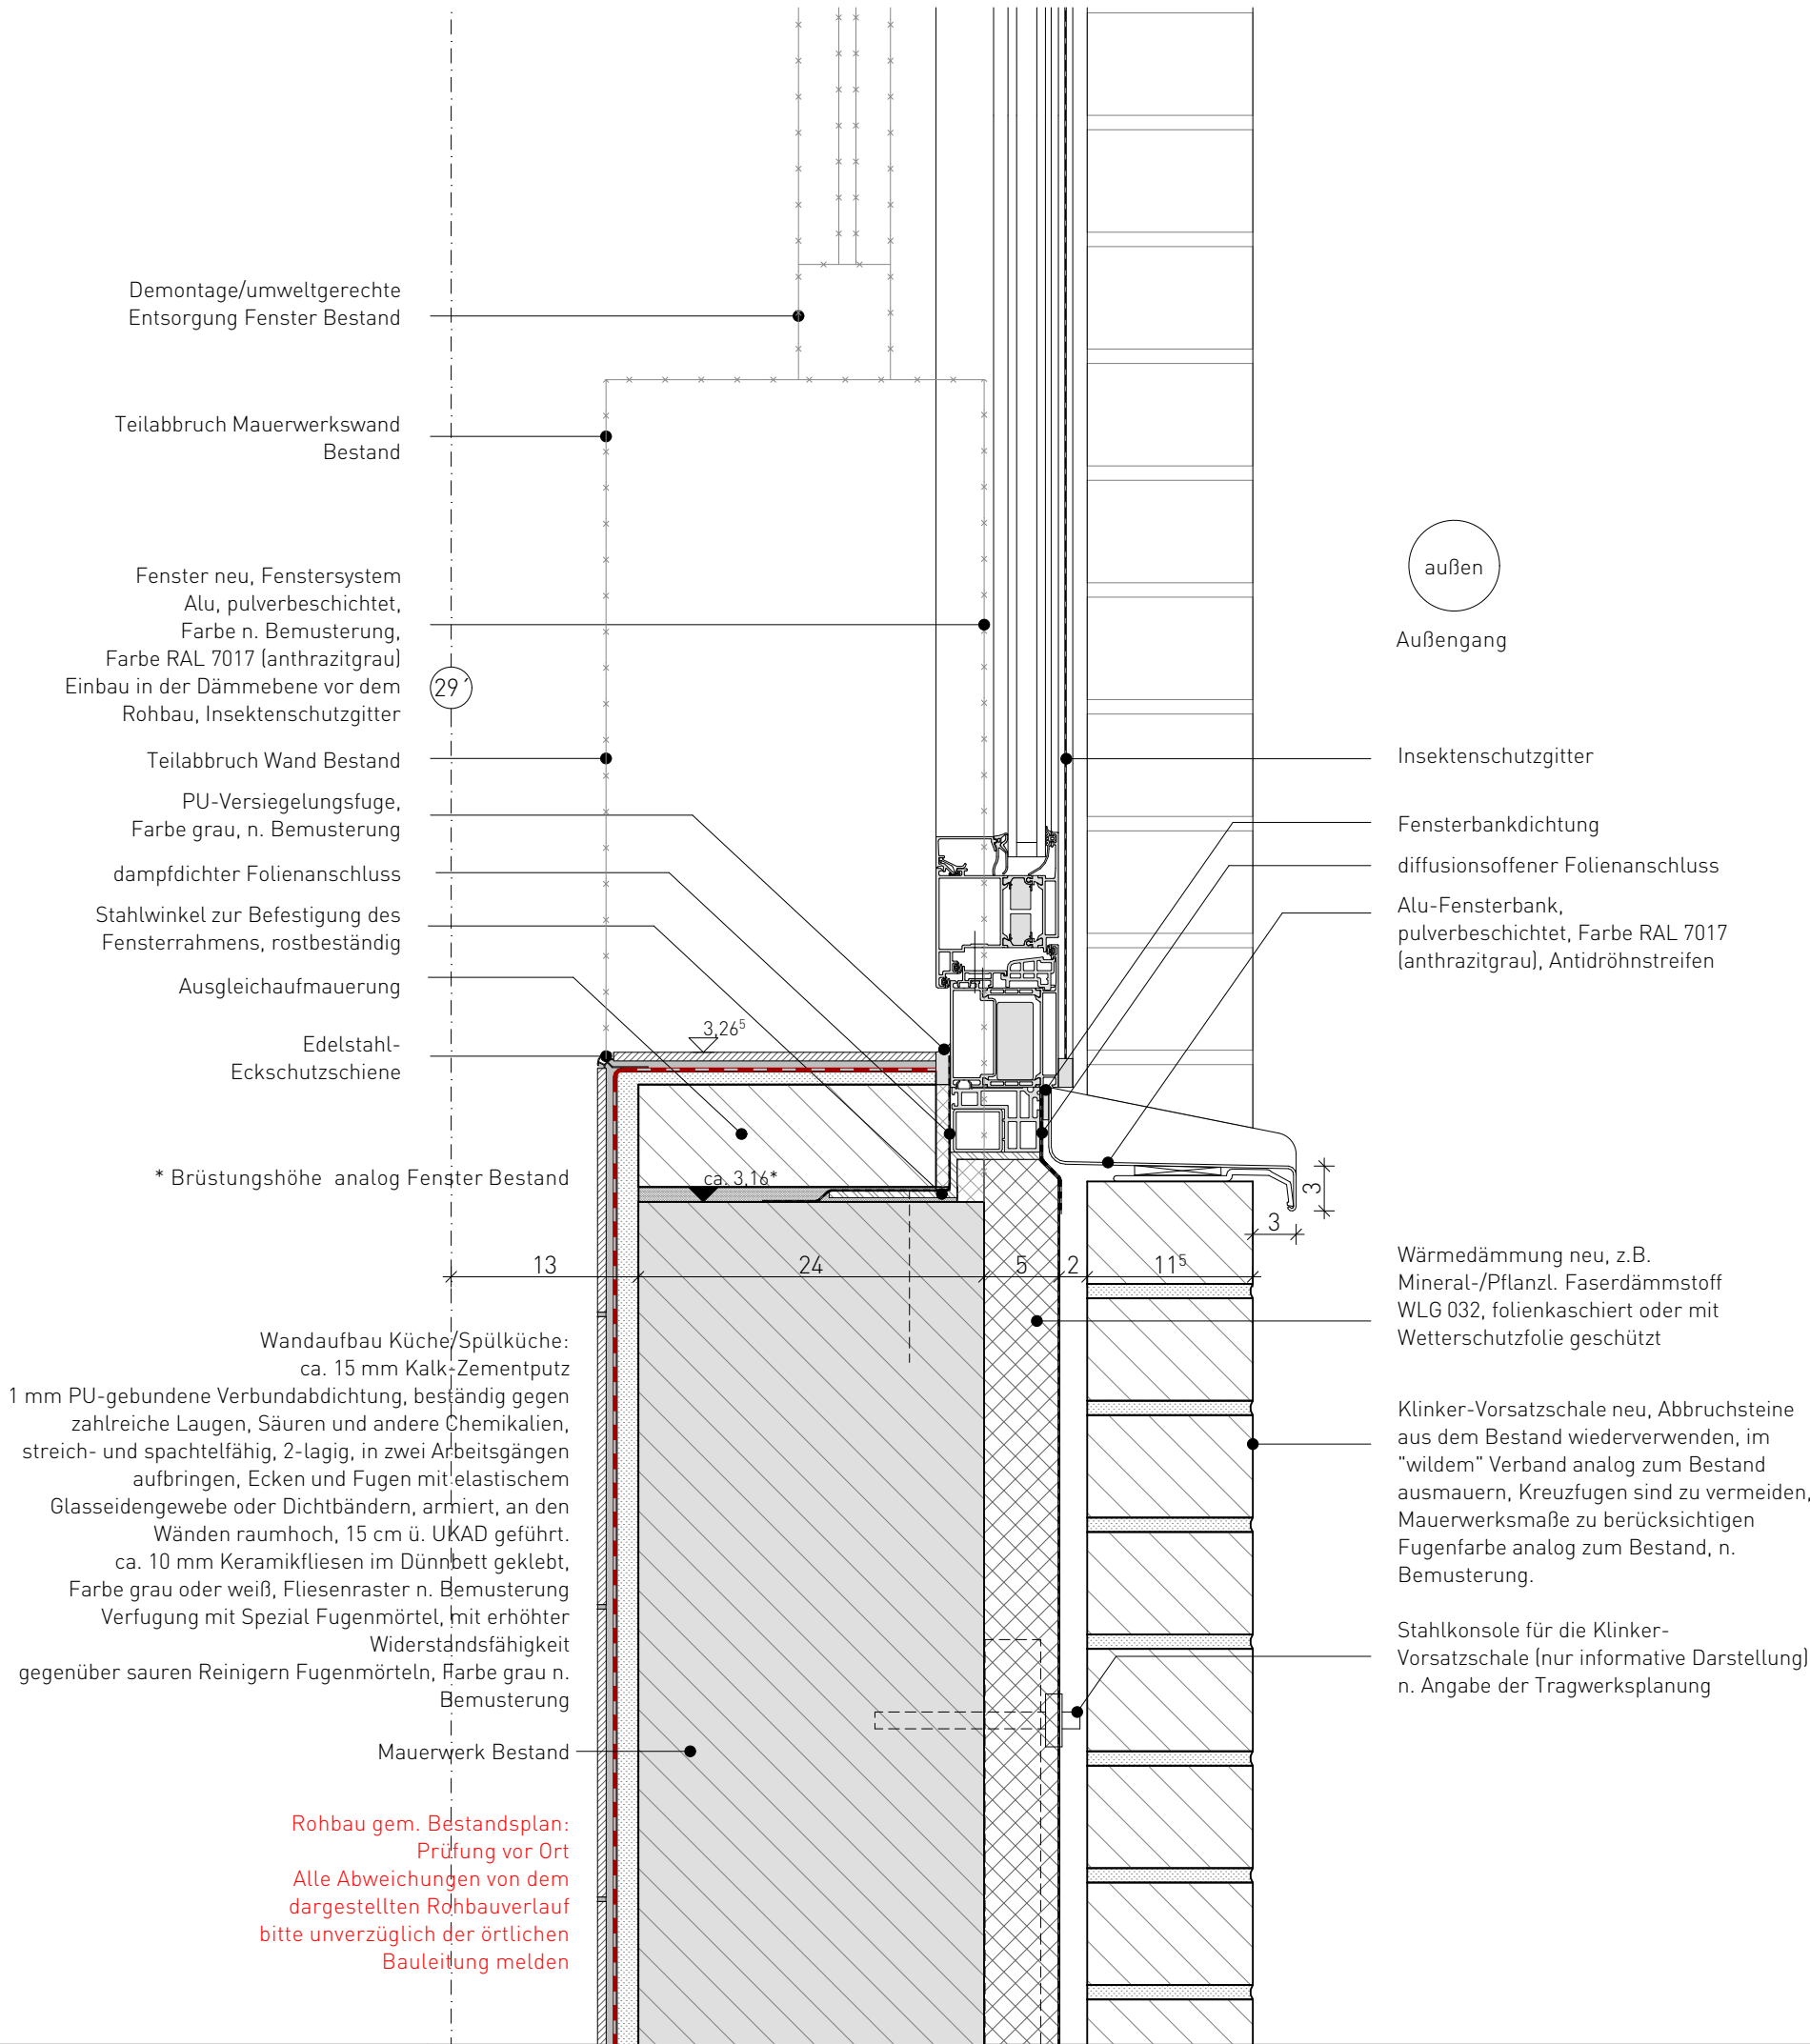 Demontage/umweltgerechte
Entsorgung Fenster Bestand
Teilabbruch Mauerwerkswand
Bestand
Fenster neu, Fenstersystem
Alu, pulverbeschichtet,
Farbe n. Bemusterung,
Farbe RAL 7017 (anthrazitgrau)
Einbau in der Dämmebene vor dem
Rohbau, Insektenschutzgitter
29´
Teilabbruch Wand Bestand
PU-Versiegelungsfuge,
Farbe grau, n. Bemusterung
dampfdichter Folienanschluss
Stahlwinkel zur Befestigung des
Fensterrahmens, rostbeständig
Ausgleichaufmauerung
Edelstahl-
Eckschutzschiene
3,26⁵
* Brüstungshöhe analog Fenster Bestand
ca. 3,16*
13
24
5
2
11⁵
3
3
Wandaufbau Küche/Spülküche:
ca. 15 mm Kalk-Zementputz
1 mm PU-gebundene Verbundabdichtung, beständig gegen
zahlreiche Laugen, Säuren und andere Chemikalien,
streich- und spachtelfähig, 2-lagig, in zwei Arbeitsgängen
aufbringen, Ecken und Fugen mit elastischem
Glasseidengewebe oder Dichtbändern, armiert, an den
Wänden raumhoch, 15 cm ü. UKAD geführt.
ca. 10 mm Keramikfliesen im Dünnbett geklebt,
Farbe grau oder weiß, Fliesenraster n. Bemusterung
Verfugung mit Spezial Fugenmörtel, mit erhöhter
Widerstandsfähigkeit
gegenüber sauren Reinigern Fugenmörteln, Farbe grau n.
Bemusterung
Mauerwerk Bestand
Rohbau gem. Bestandsplan:
Prüfung vor Ort
Alle Abweichungen von dem
dargestellten Rohbauverlauf
bitte unverzüglich der örtlichen
Bauleitung melden
außen
Außengang
Insektenschutzgitter
Fensterbankdichtung
diffusionsoffener Folienanschluss
Alu-Fensterbank,
pulverbeschichtet, Farbe RAL 7017
(anthrazitgrau), Antidröhnstreifen
Wärmedämmung neu, z.B.
Mineral-/Pflanzl. Faserdämmstoff
WLG 032, folienkaschiert oder mit
Wetterschutzfolie geschützt
Klinker-Vorsatzschale neu, Abbruchsteine
aus dem Bestand wiederverwenden, im
"wildem" Verband analog zum Bestand
ausmauern, Kreuzfugen sind zu vermeiden,
Mauerwerksmaße zu berücksichtigen
Fugenfarbe analog zum Bestand, n.
Bemusterung.
Stahlkonsole für die Klinker-
Vorsatzschale (nur informative Darstellung)
n. Angabe der Tragwerksplanung